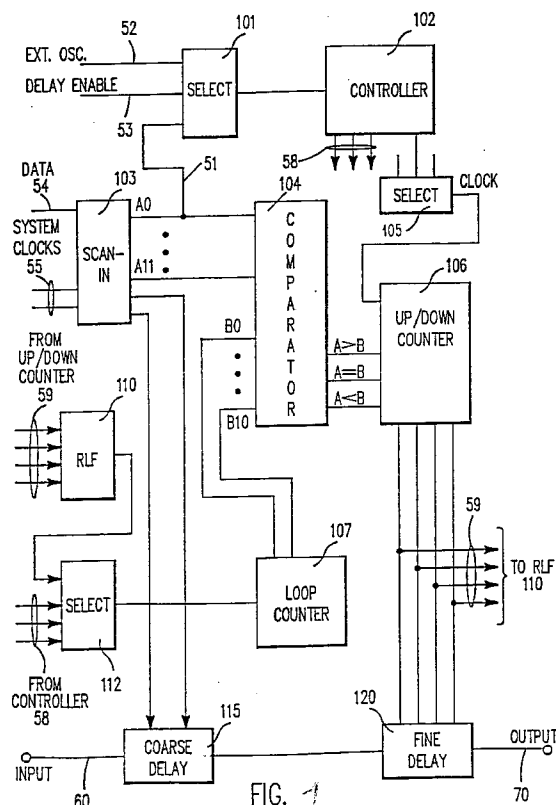 52
101
102
EXT. OSC.
DELAY ENABLE
SELECT
CONTROLLER
53
58
51
DATA
54
103
104
SELECT
CLOCK
105
SYSTEM
CLOCKS
55
SCAN-
IN
A0
A11
COMPARATOR
106
UP/DOWN
COUNTER
FROM
UP/DOWN
COUNTER
59
110
RLF
B0
B10
A>B
A=B
A<B
107
LOOP
COUNTER
59
TO RLF
110
SELECT
112
FROM
CONTROLLER
58
115
COARSE
DELAY
120
FINE
DELAY
INPUT
60
OUTPUT
70
FIG. 1